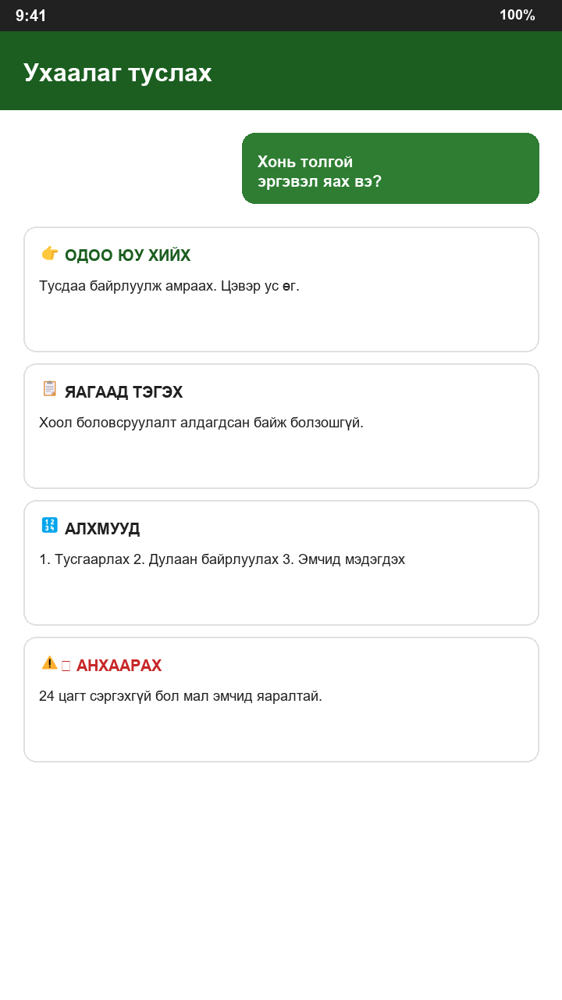 9:41
100%
Ухаалаг туслах
Хонь толгой
эргэвэл яах вэ?
👉 ОДОО ЮУ ХИЙХ
Тусдаа байрлуулж амраах. Цэвэр ус өг.
📋 ЯАГААД ТЭГЭХ
Хоол боловсруулалт алдагдсан байж болзошгүй.
🔢 АЛХМУУД
1. Тусгаарлах 2. Дулаан байрлуулах 3. Эмчид мэдэгдэх
⚠️ АНХААРАХ
24 цагт сэргэхгүй бол мал эмчид яаралтай.